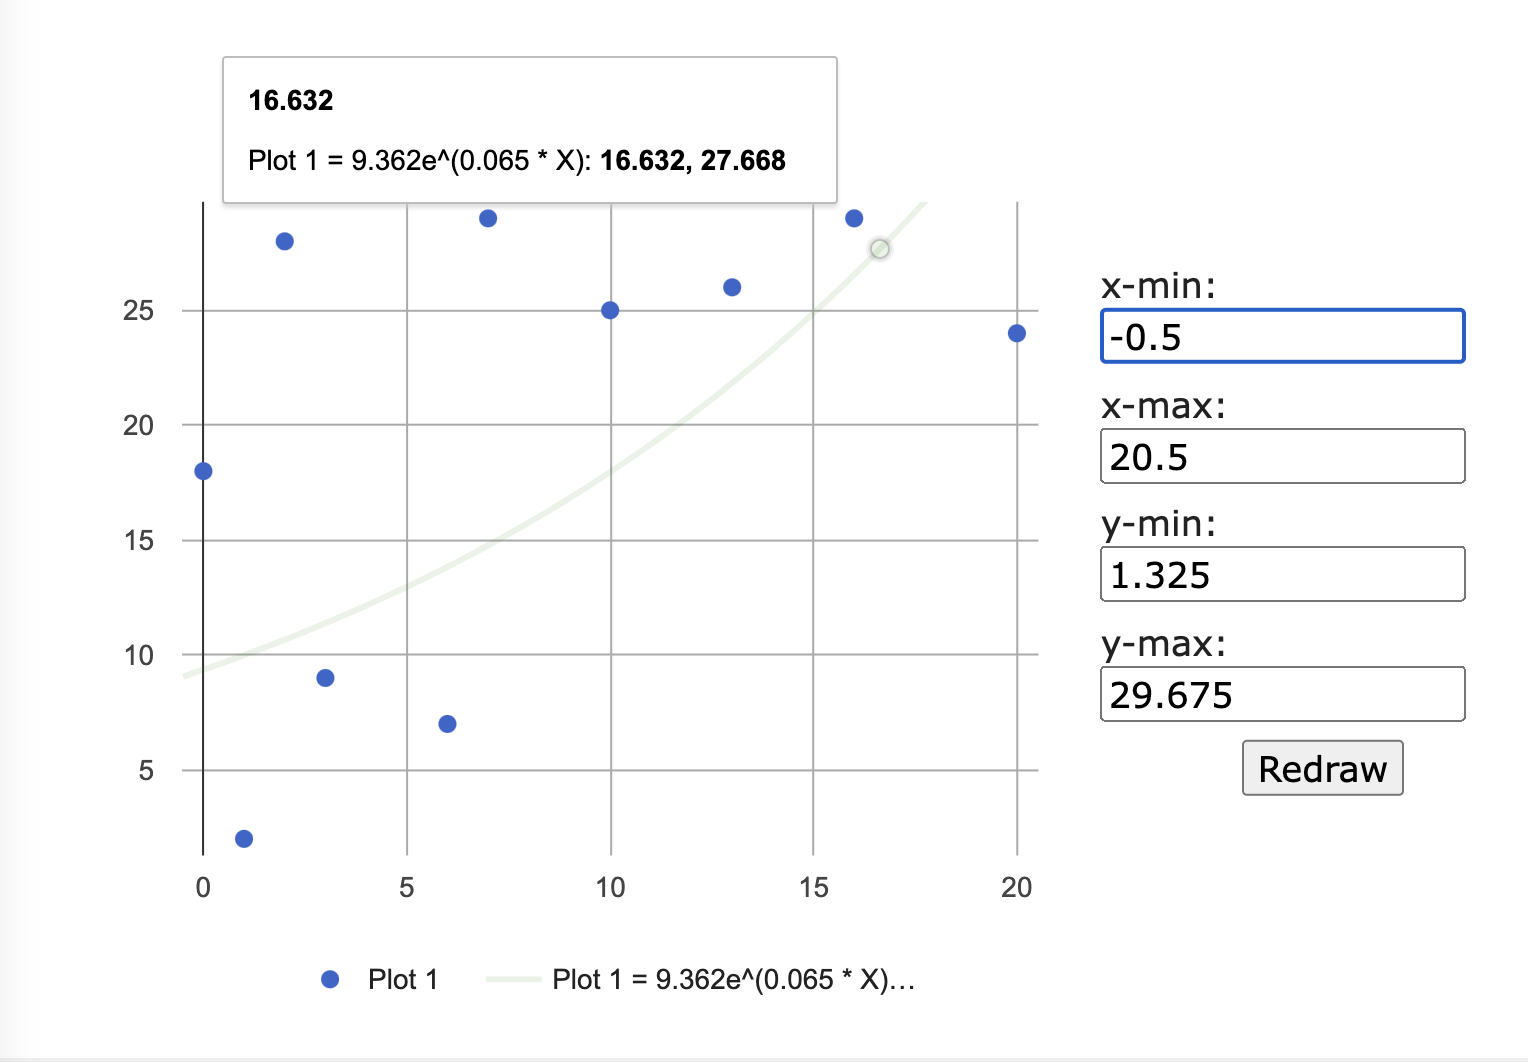 16.632
Plot 1 = 9.362e^(0.065 * X): 16.632, 27.668
25
20
15
10
5
0 5 10 15 20
Plot 1 Plot 1 = 9.362e^(0.065 * X)...
x-min:
-0.5
x-max:
20.5
y-min:
1.325
y-max:
29.675
Redraw